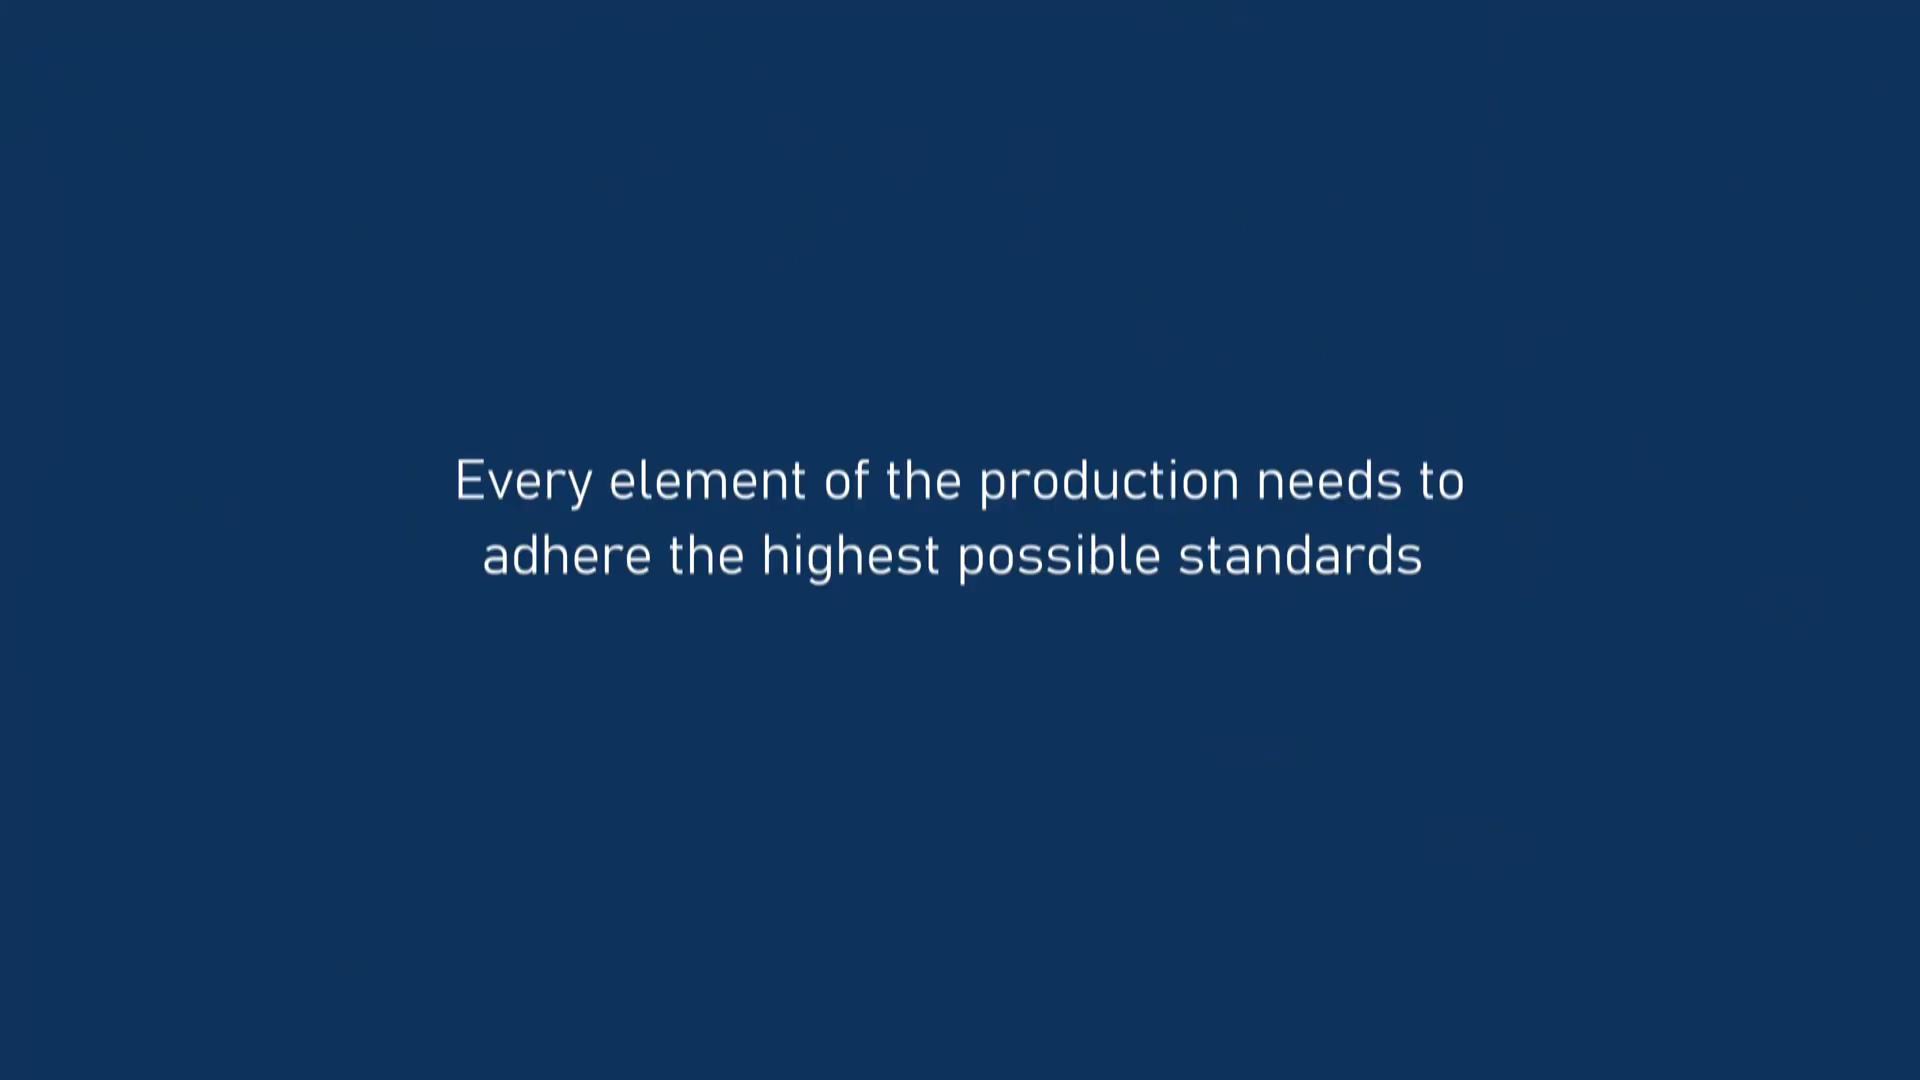 Every element of the production needs to
adhere the highest possible standards